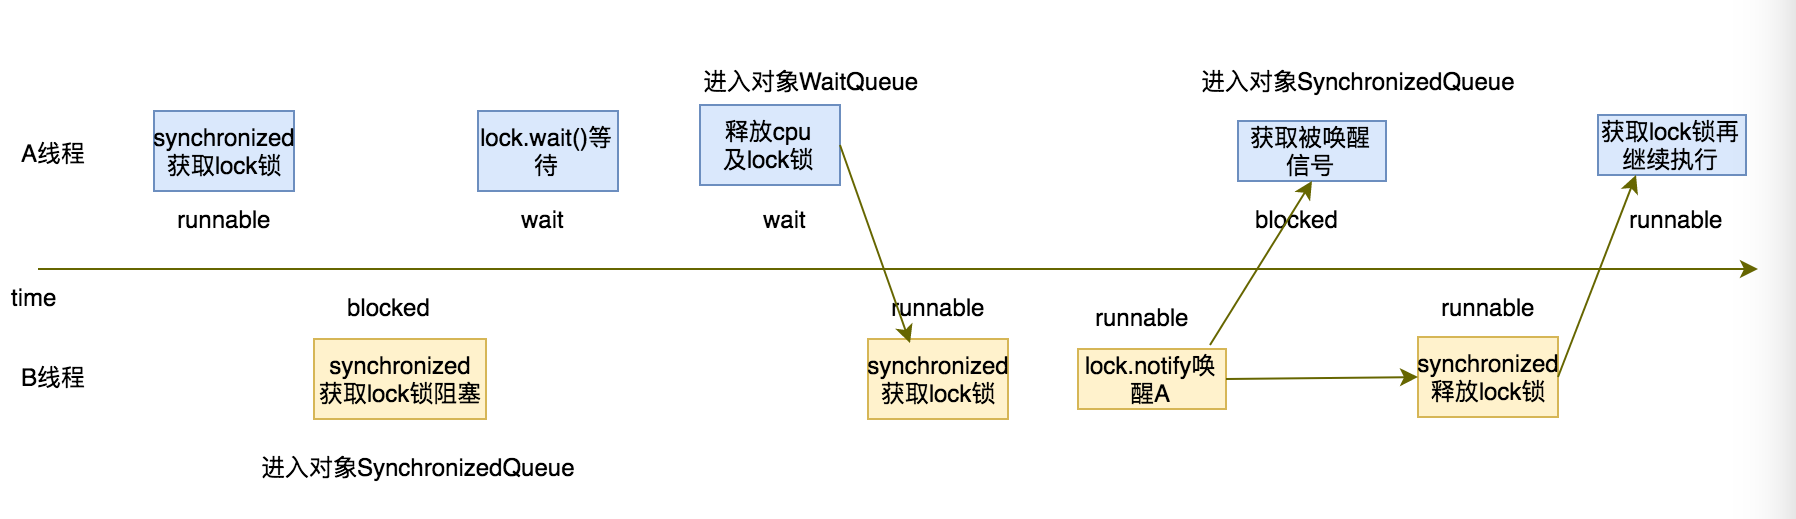 进入对象WaitQueue
进入对象SynchronizedQueue
A线程
synchronized
获取lock锁
lock.wait()等
待
释放cpu
及lock锁
获取被唤醒
信号
获取lock锁再
继续执行
runnable
wait
wait
blocked
runnable
time
blocked
runnable
runnable
runnable
B线程
synchronized
获取lock锁阻塞
synchronized
获取lock锁
lock.notify唤
醒A
synchronized
释放lock锁
进入对象SynchronizedQueue